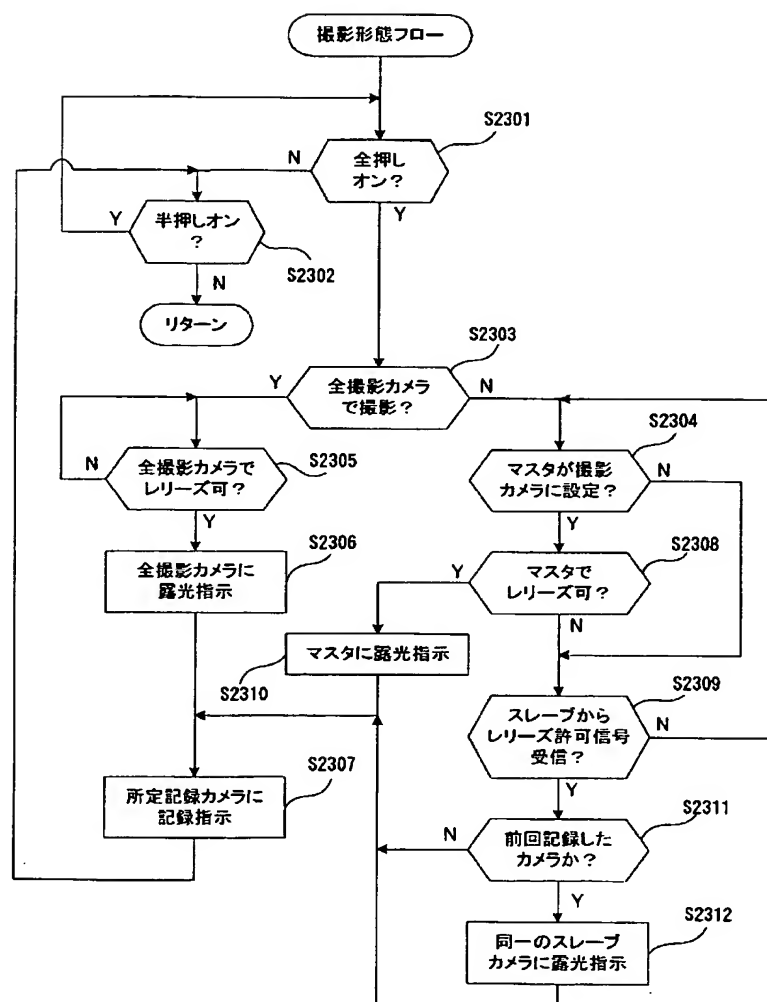 撮影形態フロー
S2301
全押し
オン?
N
Y
半押しオン
?
Y
N
S2302
リターン
S2303
全撮影カメラ
で撮影?
Y
N
S2304
マスタが撮影
カメラに設定?
N
Y
S2305
全撮影カメラで
レリーズ可?
N
Y
S2306
全撮影カメラに
露光指示
S2308
マスタで
レリーズ可?
Y
N
マスタに露光指示
S2310
S2309
スレーブから
レリーズ許可信号
受信?
N
Y
S2307
所定記録カメラに
記録指示
S2311
前回記録した
カメラか?
N
Y
S2312
同一のスレーブ
カメラに露光指示